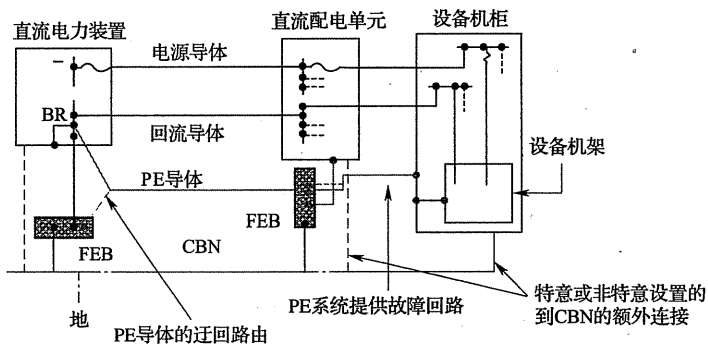 直流电力装置
直流配电单元
设备机柜
电源导体
BR
回流导体
设备机架
PE导体
FEB
FEB
CBN
地
PE导体的迂回路由
PE系统提供故障回路
特意或非特意设置的
到CBN的额外连接